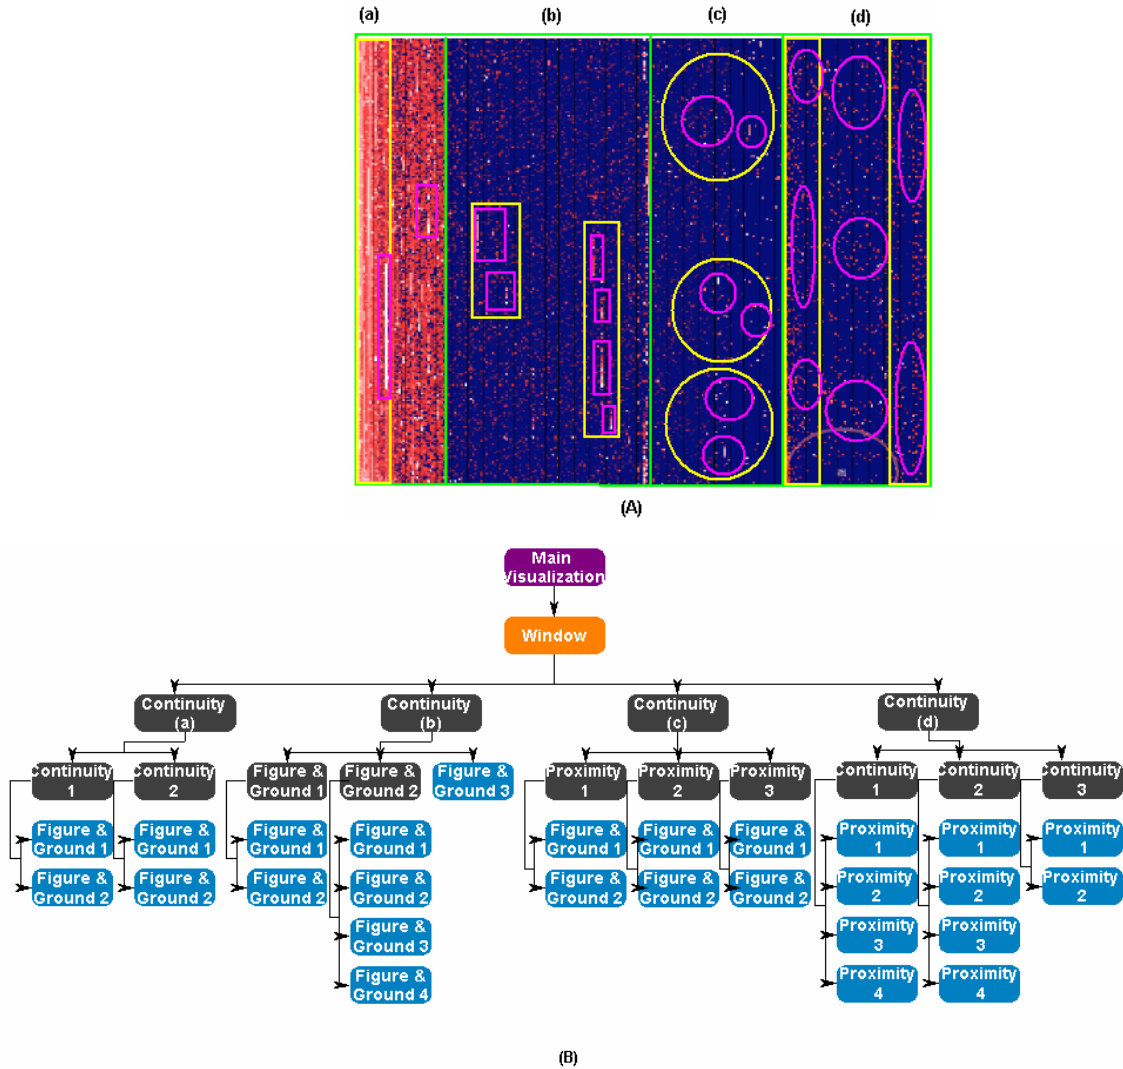 (a) (b) (c) (d)
(A)
Main
Visualization
Window
Continuity
(a)
Continuity
(b)
Continuity
(c)
Continuity
(d)
Continuity
1
Continuity
2
Figure &
Ground 1
Figure &
Ground 2
Figure &
Ground 3
Proximity
1
Proximity
2
Proximity
3
Continuity
1
Continuity
2
Continuity
3
Figure &
Ground 1
Figure &
Ground 1
Figure &
Ground 1
Figure &
Ground 1
Figure &
Ground 1
Figure &
Ground 1
Figure &
Ground 1
Proximity
1
Proximity
1
Proximity
1
Figure &
Ground 2
Figure &
Ground 2
Figure &
Ground 2
Figure &
Ground 2
Figure &
Ground 2
Figure &
Ground 2
Figure &
Ground 2
Proximity
2
Proximity
2
Proximity
2
Figure &
Ground 3
Proximity
3
Proximity
3
Figure &
Ground 4
Proximity
4
Proximity
4
(B)